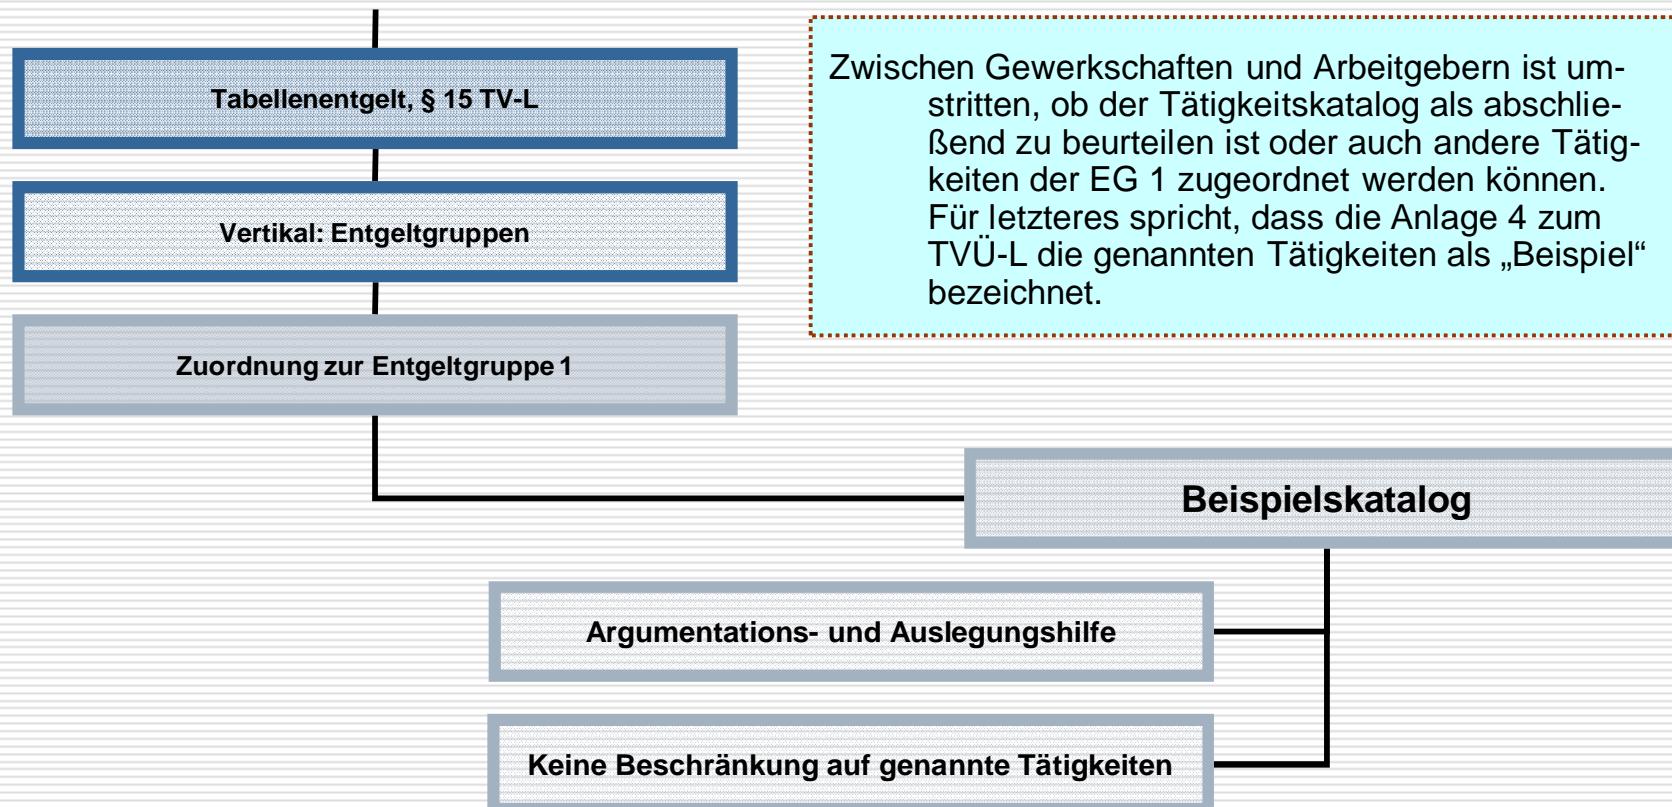 Tabellenentgelt, § 15 TV-L
Vertikal: Entgeltgruppen
Zuordnung zur Entgeltgruppe 1
Zwischen Gewerkschaften und Arbeitgebern ist um-
stritten, ob der Tätigkeitskatalog als abschlie-
ßend zu beurteilen ist oder auch andere Tätig-
keiten der EG 1 zugeordnet werden können.
Für letzteres spricht, dass die Anlage 4 zum
TVÜ-L die genannten Tätigkeiten als „Beispiel“
bezeichnet.
Beispielskatalog
Argumentations- und Auslegungshilfe
Keine Beschränkung auf genannte Tätigkeiten